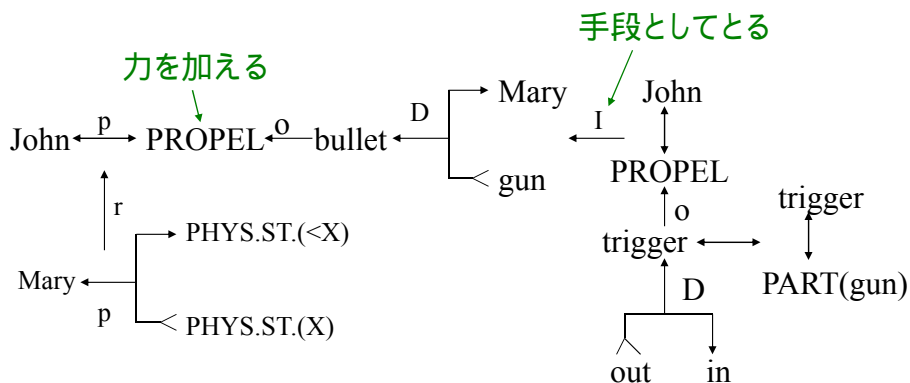 手段としてとる
力を加える
John
p
PROPEL
o
bullet
D
Mary
gun
I
John
PROPEL
o
trigger
trigger
PART(gun)
D
out
in
r
Mary
p
PHYS.ST.(<X)
PHYS.ST.(X)